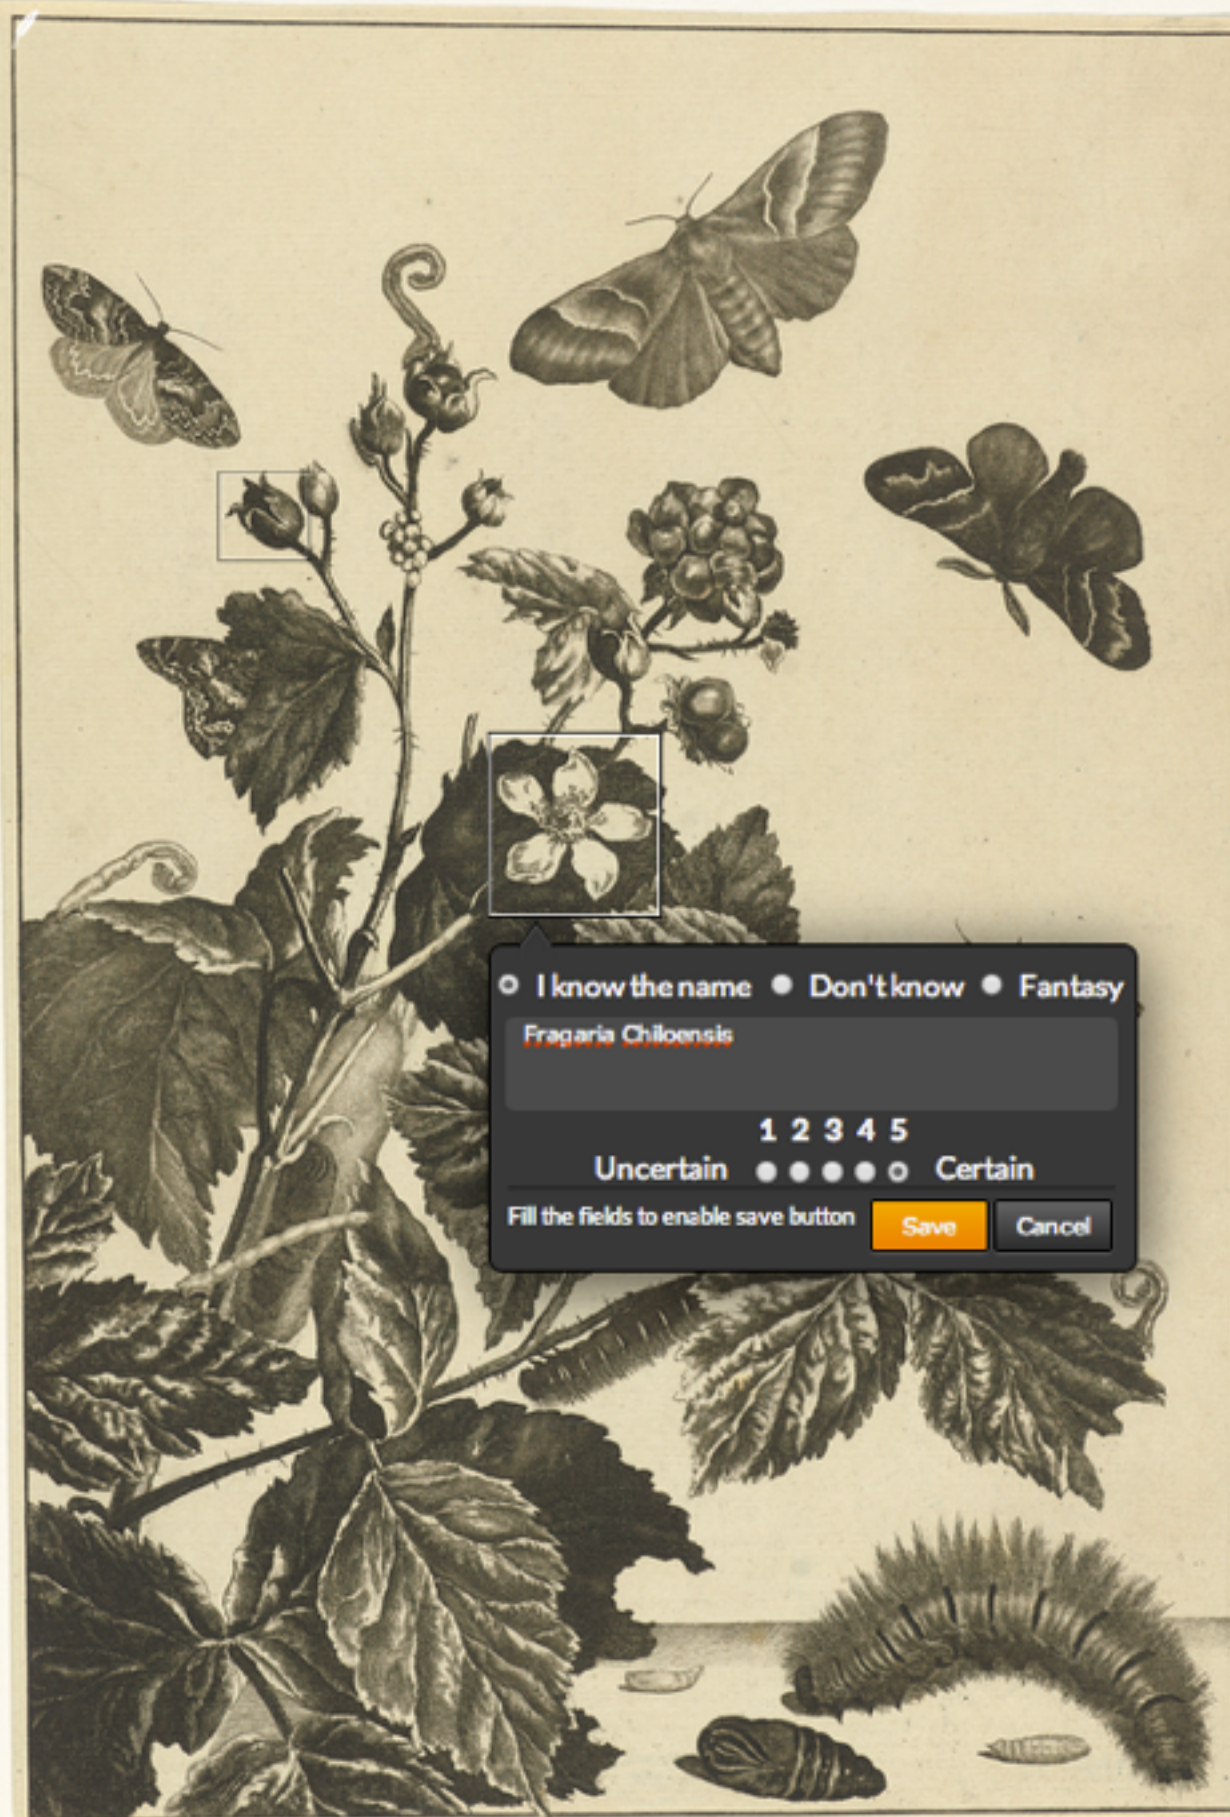 I know the name Don't know Fantasy
Fragaria Chiloensis
1 2 3 4 5
Uncertain Certain
Fill the fields to enable save button Save Cancel